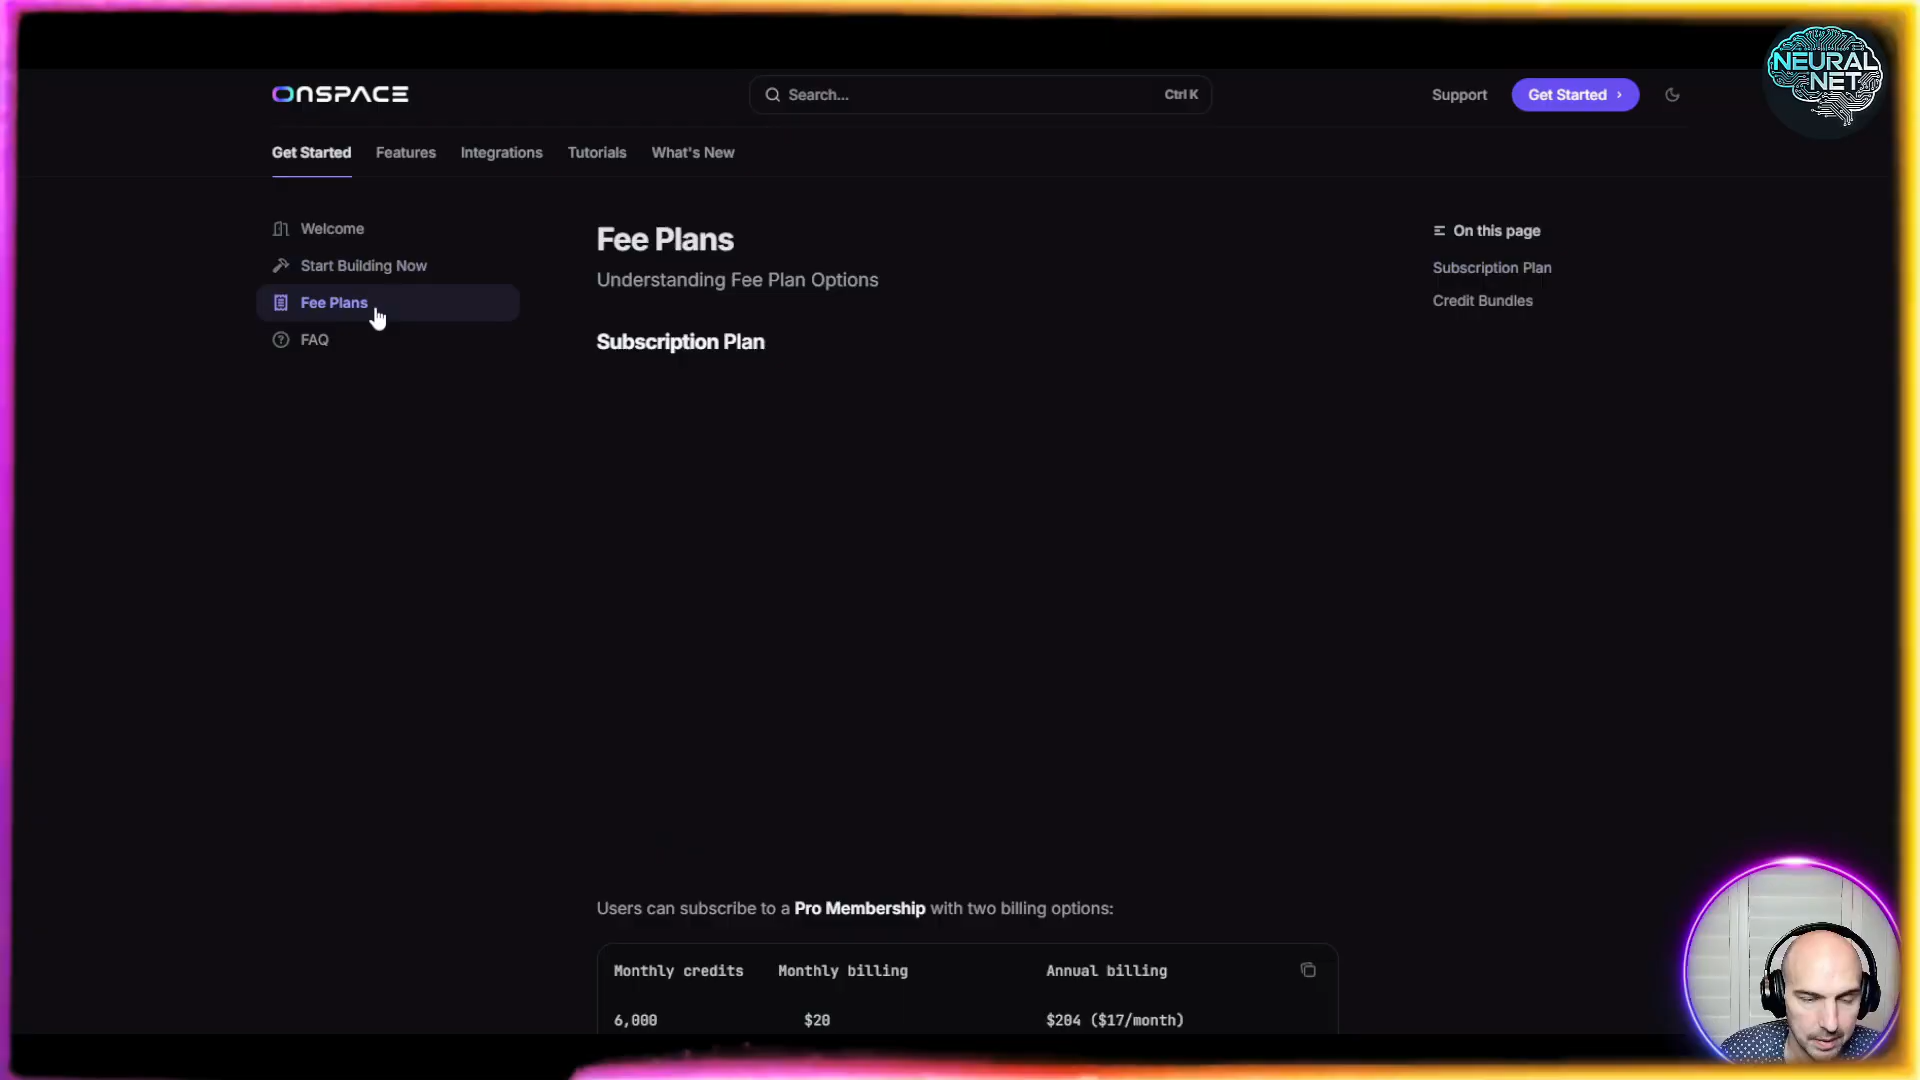 NEURAL
NET
ONSPACE
Search...
Ctrl K
Support
Get Started
Get Started
Features
Integrations
Tutorials
What's New
Welcome
Start Building Now
Fee Plans
FAQ
Fee Plans
Understanding Fee Plan Options
Subscription Plan
On this page
Subscription Plan
Credit Bundles
Users can subscribe to a Pro Membership with two billing options:
Monthly credits Monthly billing Annual billing
6,000 $20 $204 ($17/month)